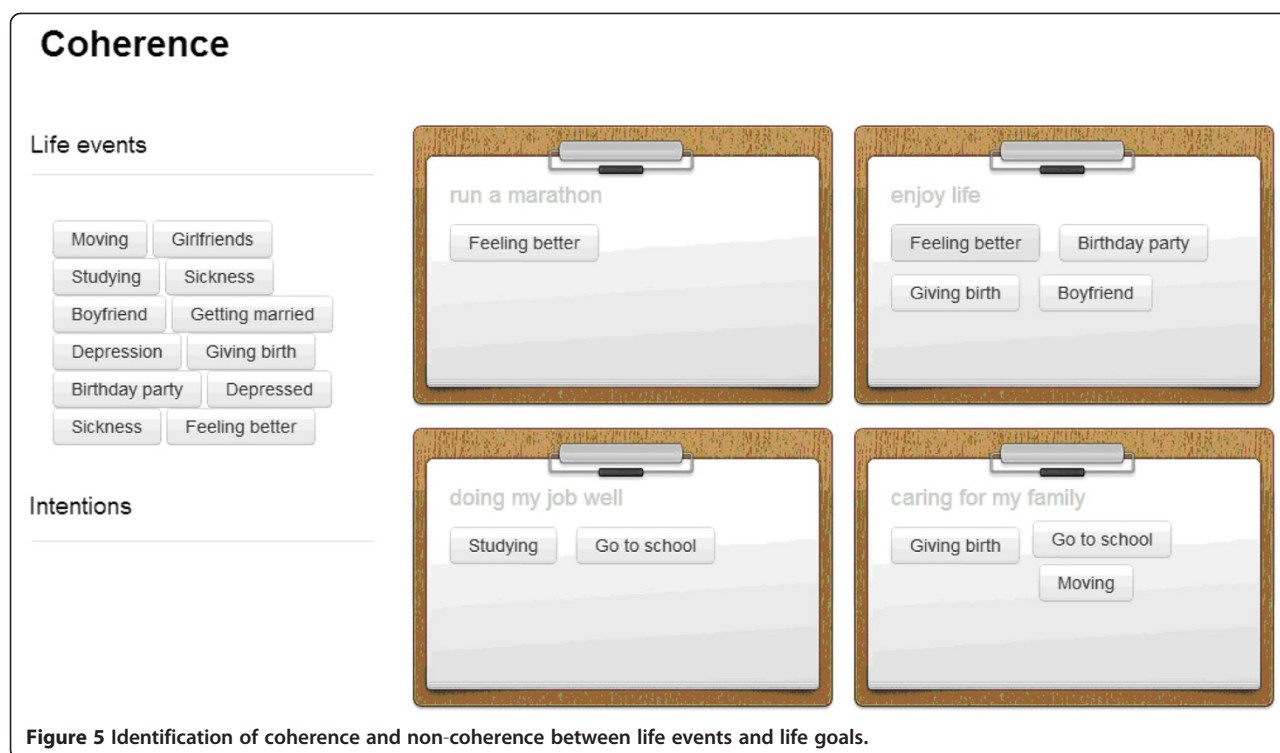 Coherence
Life events
Moving Girlfriends
Studying Sickness
Boyfriend Getting married
Depression Giving birth
Birthday party Depressed
Sickness Feeling better
Intentions
run a marathon
Feeling better
enjoy life
Feeling better Birthday party
Giving birth Boyfriend
doing my job well
Studying Go to school
caring for my family
Giving birth Go to school
Moving
Figure 5 Identification of coherence and non-coherence between life events and life goals.